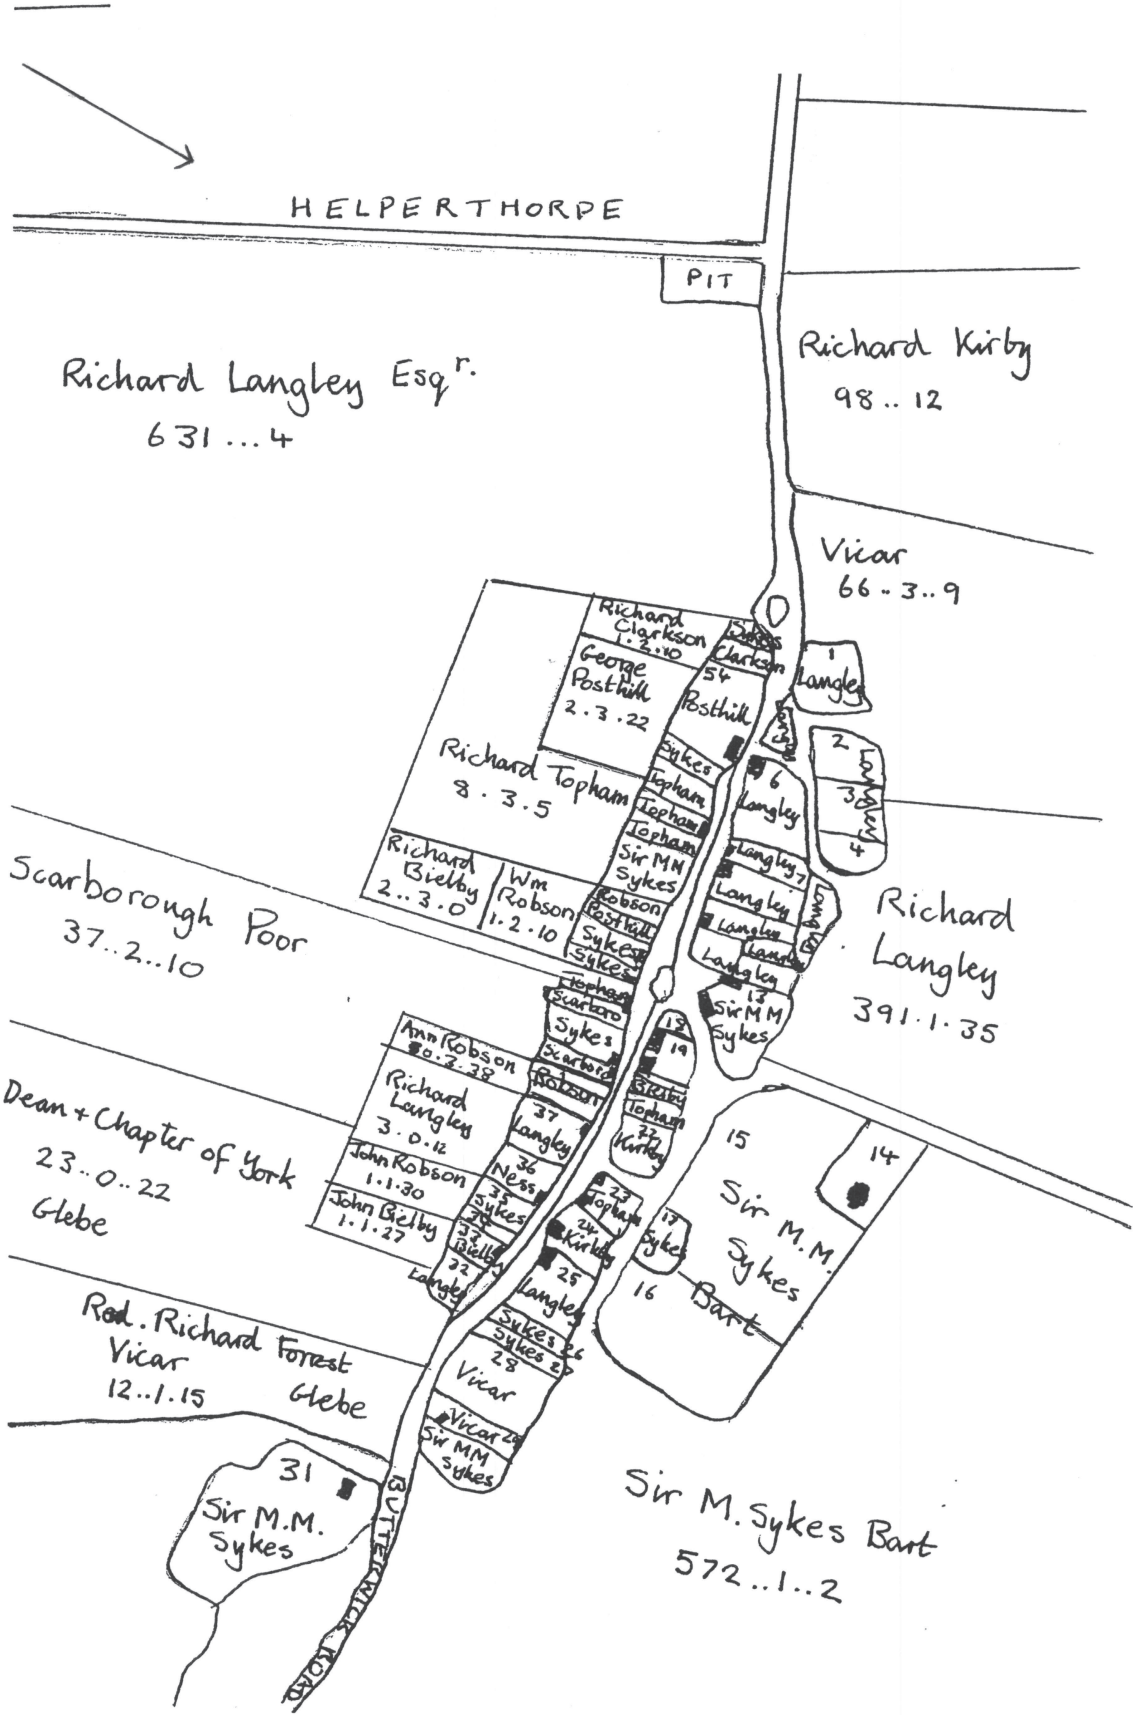 HELPERTHORPE
PIT
Richard Kirby
98..12
Richard Langley Esqr.
631...4
Vicar
66..3..9
Richard
Clarkson
1.2.10
Sykes
Clarkson
George
Posthill
2.3.22
54
Posthill
1
Langley
2
3
4
Langley
Richard Topham
8.3.5
Sykes
Topham
Topham
Topham
Sir MM
Sykes
6
Langley
Langley 7
Langley
Langley
Langley
Langley
Langley
Richard
Bielby
2..3.0
Wm
Robson
1.2.10
Robson
Posthill
Sykes
Sykes
Richard
Langley
391.1.35
Scarborough Poor
37..2..10
Topham
Scarboro
Sykes
Scarboro
Robson
13
Sir MM
Sykes
18
19
Topham
22
Kirkby
Ann Robson
0.3.38
Richard
Langley
3.0.12
John Robson
1.1.30
John Bielby
1.1.27
37
Langley
36
Ness
35
Sykes
34
33
Bielby
32
Langley
Dean + Chapter of York
23..0..22
Glebe
15
14
Sir M.M.
Sykes
Bart
16
17
Sykes
23
Topham
24
Kirkby
25
Langley
Sykes 26
Sykes 27
28
Vicar
Vicar 29
Sir MM
Sykes
Red. Richard Forrest
Vicar
12..1.15
Glebe
31
Sir M.M.
Sykes
BUTTERWICK ROAD
Sir M. Sykes Bart
572..1..2